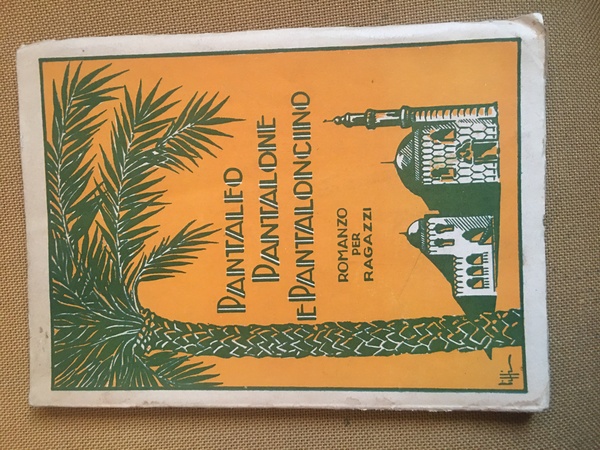 PANTALEO
PANTALONE
E PANTALONCINO
ROMANZO
PER
RAGAZZI